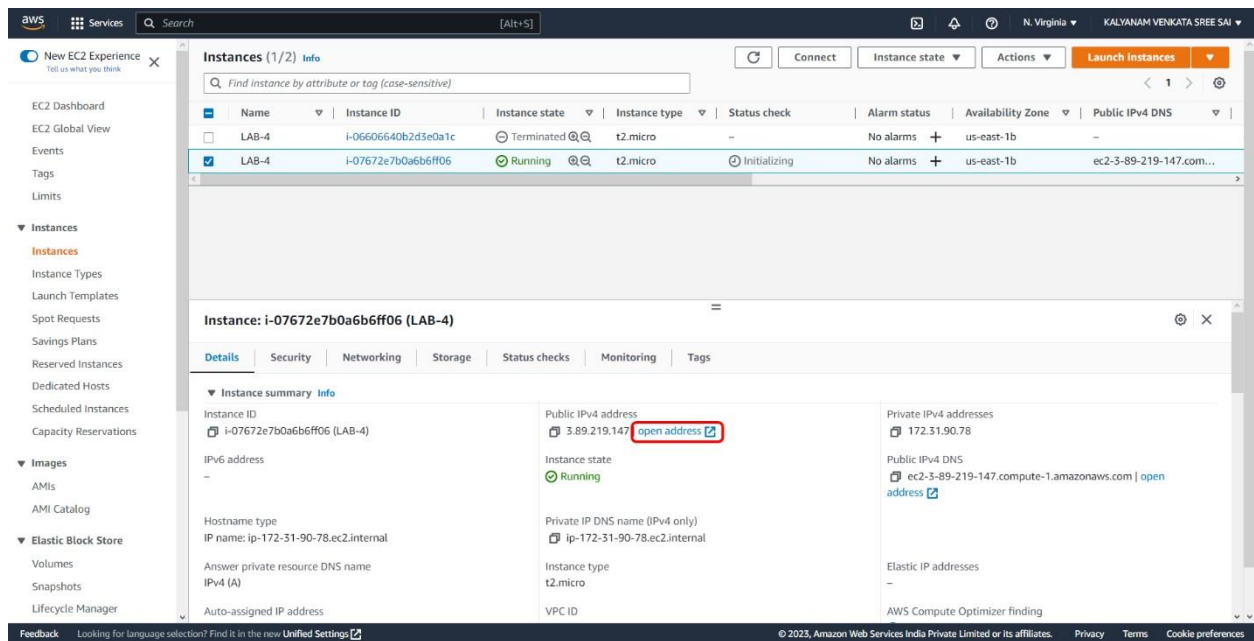 aws
Services
Search
[Alt+S]
N. Virginia
KALYANAM VENKATA SREE SAI
New EC2 Experience
Tell us what you think
EC2 Dashboard
EC2 Global View
Events
Tags
Limits
Instances
Instances
Instance Types
Launch Templates
Spot Requests
Savings Plans
Reserved Instances
Dedicated Hosts
Scheduled Instances
Capacity Reservations
Images
AMIs
AMI Catalog
Elastic Block Store
Volumes
Snapshots
Lifecycle Manager
Instances (1/2) Info
Connect
Instance state
Actions
Launch instances
Find instance by attribute or tag (case-sensitive)
1
Name Instance ID Instance state Instance type Status check Alarm status Availability Zone Public IPv4 DNS
LAB-4 i-06606640b2d3e0a1c Terminated t2.micro – No alarms + us-east-1b –
LAB-4 i-07672e7b0a6b6ff06 Running t2.micro Initializing No alarms + us-east-1b ec2-3-89-219-147.com...
Instance: i-07672e7b0a6b6ff06 (LAB-4)
Details Security Networking Storage Status checks Monitoring Tags
Instance summary Info
Instance ID
i-07672e7b0a6b6ff06 (LAB-4)
Public IPv4 address
3.89.219.147 open address
Private IPv4 addresses
172.31.90.78
IPv6 address
–
Instance state
Running
Public IPv4 DNS
ec2-3-89-219-147.compute-1.amazonaws.com | open
address
Hostname type
IP name: ip-172-31-90-78.ec2.internal
Private IP DNS name (IPv4 only)
ip-172-31-90-78.ec2.internal
Answer private resource DNS name
IPv4 (A)
Instance type
t2.micro
Elastic IP addresses
–
Auto-assigned IP address
VPC ID
AWS Compute Optimizer finding
Feedback Looking for language selection? Find it in the new Unified Settings
© 2023, Amazon Web Services India Private Limited or its affiliates. Privacy Terms Cookie preferences